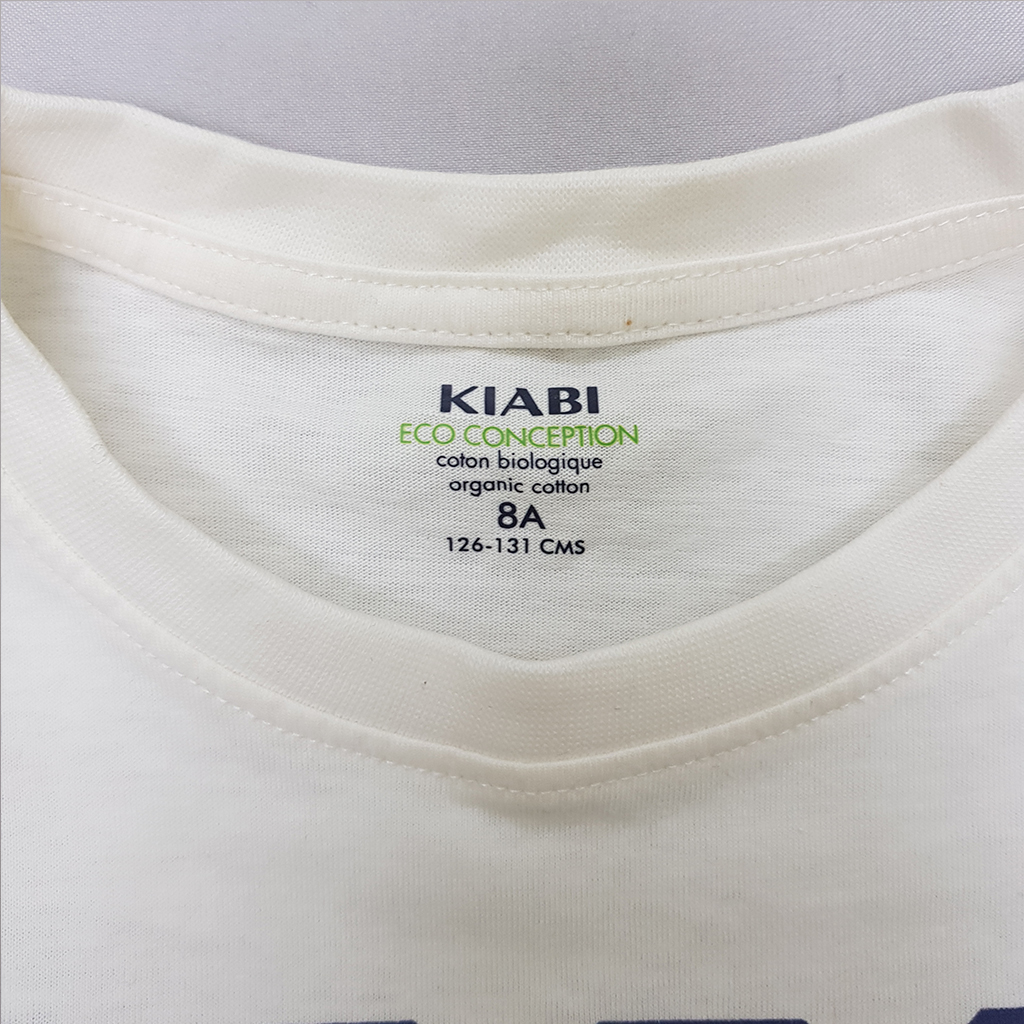 KIABI
ECO CONCEPTION
coton biologique
organic cotton
8A
126-131 CMS